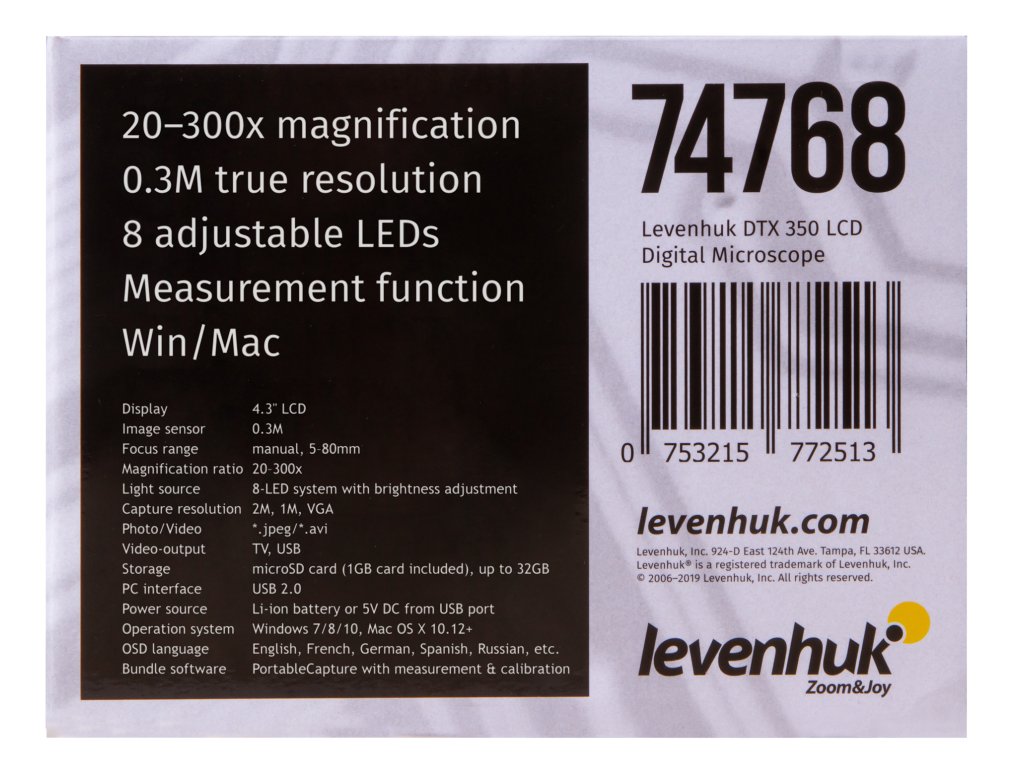 20–300x magnification
0.3M true resolution
8 adjustable LEDs
Measurement function
Win/Mac
Display 4.3" LCD
Image sensor 0.3M
Focus range manual, 5-80mm
Magnification ratio 20-300x
Light source 8-LED system with brightness adjustment
Capture resolution 2M, 1M, VGA
Photo/Video *.jpeg/*.avi
Video-output TV, USB
Storage microSD card (1GB card included), up to 32GB
PC interface USB 2.0
Power source Li-ion battery or 5V DC from USB port
Operation system Windows 7/8/10, Mac OS X 10.12+
OSD language English, French, German, Spanish, Russian, etc.
Bundle software PortableCapture with measurement & calibration
74768
Levenhuk DTX 350 LCD
Digital Microscope
0 753215 772513
levenhuk.com
Levenhuk, Inc. 924-D East 124th Ave. Tampa, FL 33612 USA.
Levenhuk® is a registered trademark of Levenhuk, Inc.
© 2006–2019 Levenhuk, Inc. All rights reserved.
levenhuk
Zoom&Joy